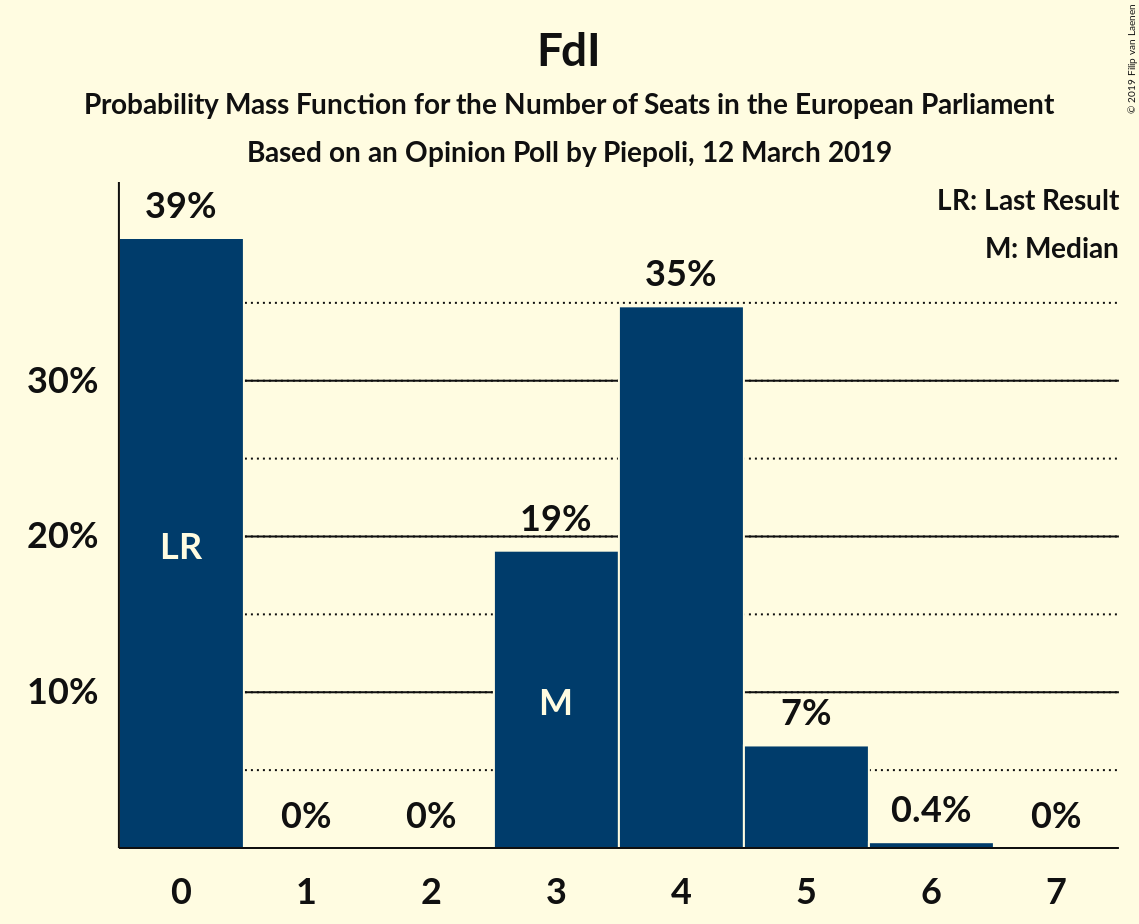 FdI
Probability Mass Function for the Number of Seats in the European Parliament
Based on an Opinion Poll by Piepoli, 12 March 2019
© 2019 Filip van Laenen
LR: Last Result
M: Median
39%
35%
30%
19%
20%
LR
10%
M
7%
0%
0%
0.4%
0%
0
1
2
3
4
5
6
7